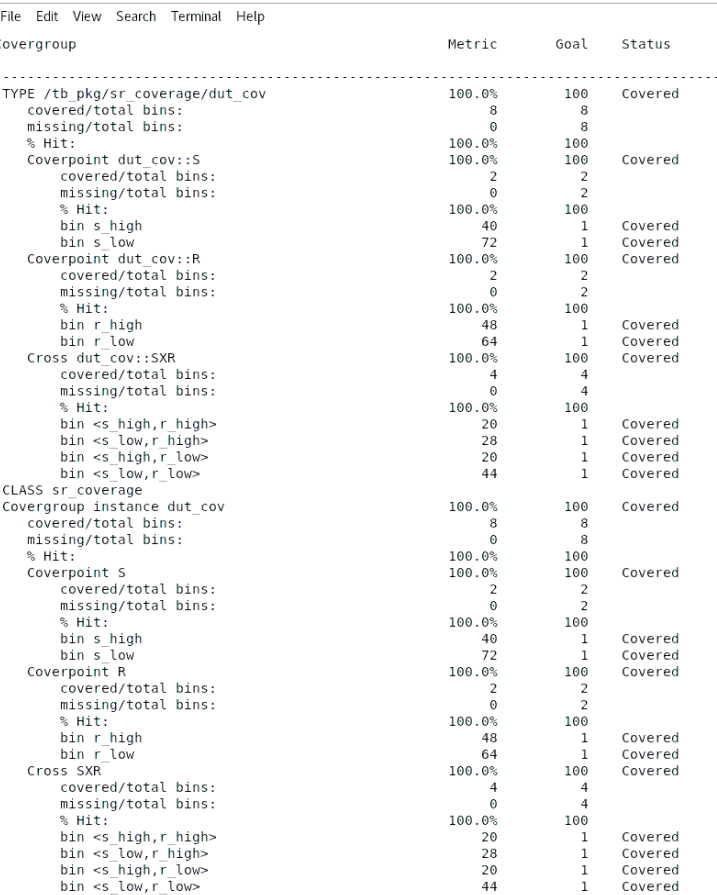 File Edit View Search Terminal Help
Covergroup Metric Goal Status
--------------------------------------------------------------------------------------
TYPE /tb_pkg/sr_coverage/dut_cov 100.0% 100 Covered
covered/total bins: 8 8
missing/total bins: 0 8
% Hit: 100.0% 100
Coverpoint dut_cov::S 100.0% 100 Covered
covered/total bins: 2 2
missing/total bins: 0 2
% Hit: 100.0% 100
bin s_high 40 1 Covered
bin s_low 72 1 Covered
Coverpoint dut_cov::R 100.0% 100 Covered
covered/total bins: 2 2
missing/total bins: 0 2
% Hit: 100.0% 100
bin r_high 48 1 Covered
bin r_low 64 1 Covered
Cross dut_cov::SXR 100.0% 100 Covered
covered/total bins: 4 4
missing/total bins: 0 4
% Hit: 100.0% 100
bin <s_high,r_high> 20 1 Covered
bin <s_low,r_high> 28 1 Covered
bin <s_high,r_low> 20 1 Covered
bin <s_low,r_low> 44 1 Covered
CLASS sr_coverage
Covergroup instance dut_cov 100.0% 100 Covered
covered/total bins: 8 8
missing/total bins: 0 8
% Hit: 100.0% 100
Coverpoint S 100.0% 100 Covered
covered/total bins: 2 2
missing/total bins: 0 2
% Hit: 100.0% 100
bin s_high 40 1 Covered
bin s_low 72 1 Covered
Coverpoint R 100.0% 100 Covered
covered/total bins: 2 2
missing/total bins: 0 2
% Hit: 100.0% 100
bin r_high 48 1 Covered
bin r_low 64 1 Covered
Cross SXR 100.0% 100 Covered
covered/total bins: 4 4
missing/total bins: 0 4
% Hit: 100.0% 100
bin <s_high,r_high> 20 1 Covered
bin <s_low,r_high> 28 1 Covered
bin <s_high,r_low> 20 1 Covered
bin <s_low,r_low> 44 1 Covered